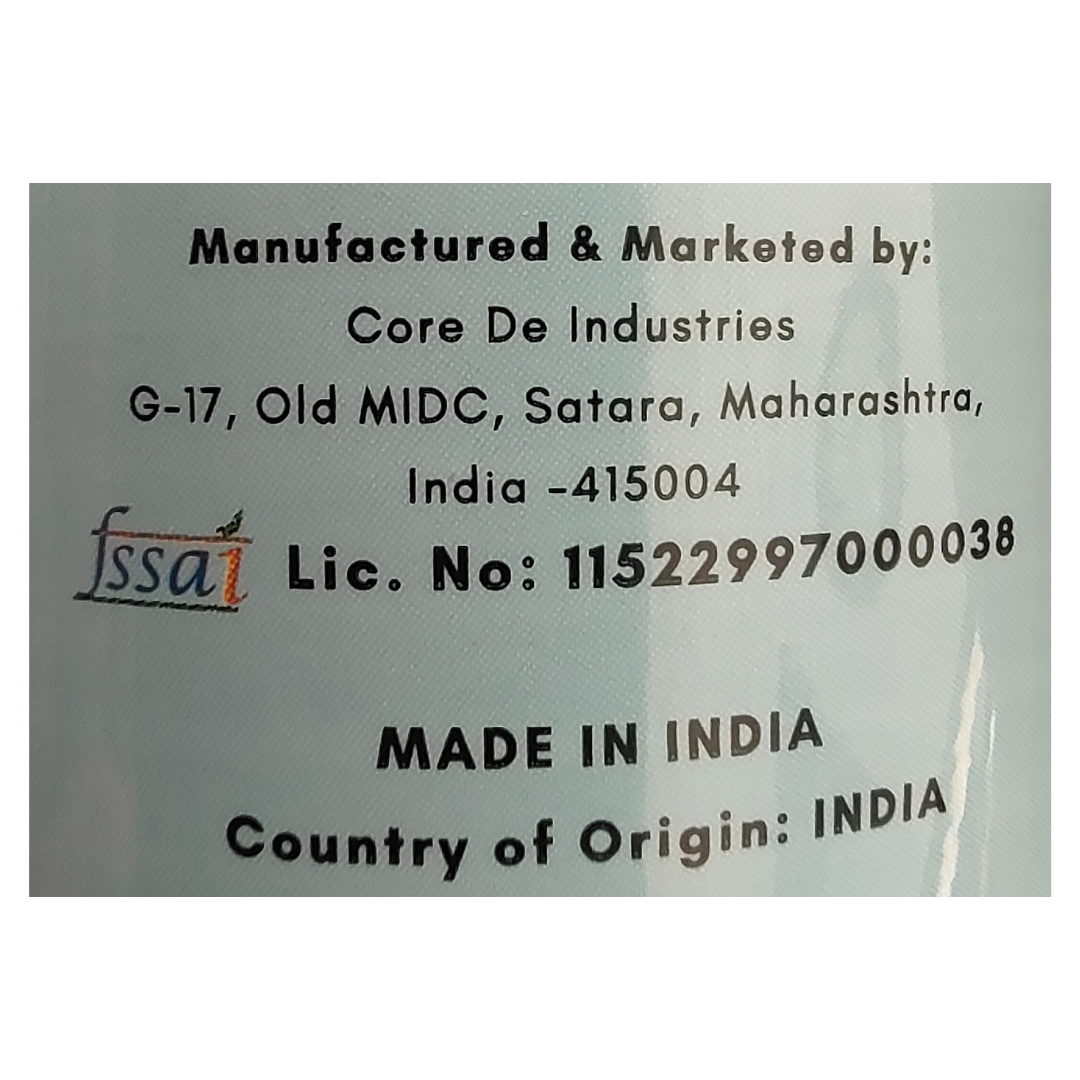 Manufactured & Marketed by:
Core De Industries
G-17, Old MIDC, Satara, Maharashtra,
India -415004
fssai Lic. No: 11522997000038
MADE IN INDIA
Country of Origin: INDIA